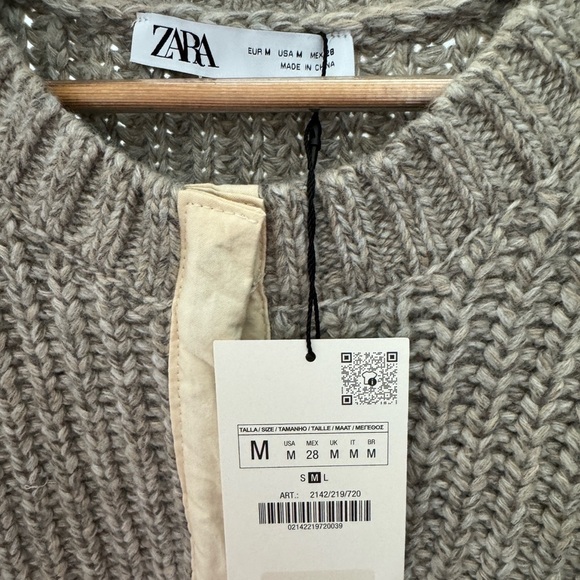 ZARA
EUR M USA M MEX 28
MADE IN CHINA
TALLA / SIZE / TAMANHO / TAILLE / MAAT / ΜΕΓΕΘΟΣ
M
USA MEX UK IT BR
M 28 M M M
S M L
ART.: 2142/219/720
02142219720039